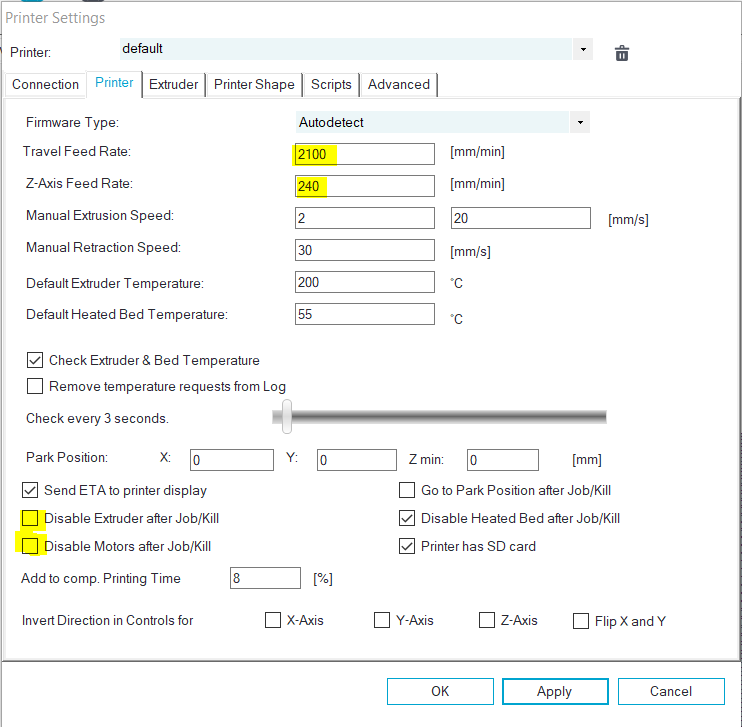 Printer Settings
Printer: default
Connection Printer Extruder Printer Shape Scripts Advanced
Firmware Type: Autodetect
Travel Feed Rate: 2100 [mm/min]
Z-Axis Feed Rate: 240 [mm/min]
Manual Extrusion Speed: 2 20 [mm/s]
Manual Retraction Speed: 30 [mm/s]
Default Extruder Temperature: 200 °C
Default Heated Bed Temperature: 55 °C
Check Extruder & Bed Temperature
Remove temperature requests from Log
Check every 3 seconds.
Park Position: X: 0 Y: 0 Z min: 0 [mm]
Send ETA to printer display Go to Park Position after Job/Kill
Disable Extruder after Job/Kill Disable Heated Bed after Job/Kill
Disable Motors after Job/Kill Printer has SD card
Add to comp. Printing Time 8 [%]
Invert Direction in Controls for X-Axis Y-Axis Z-Axis Flip X and Y
OK Apply Cancel